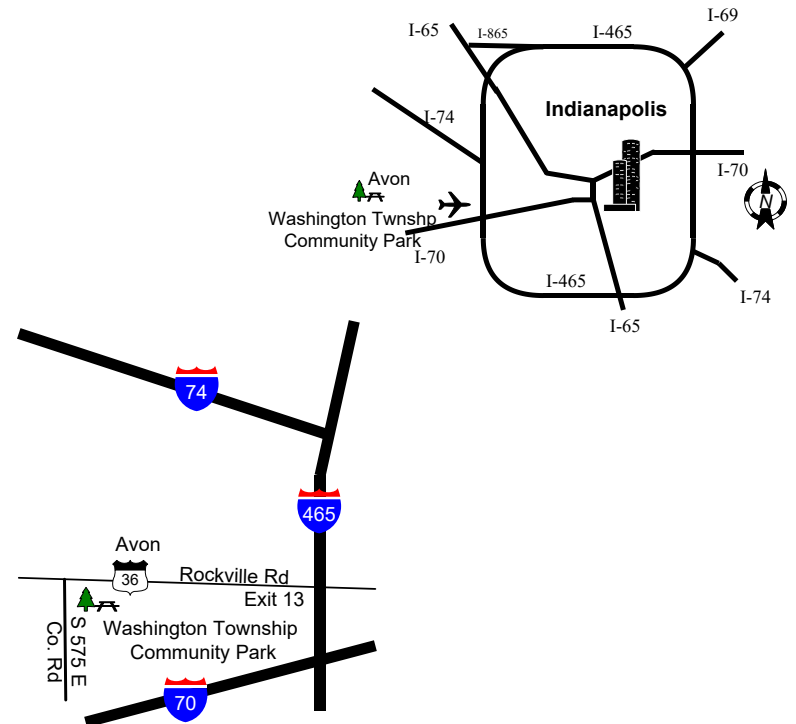 I-69
I-65
I-865
I-465
Indianapolis
I-74
I-70
Avon
N
Washington Twnshp
Community Park
I-70
I-465
I-74
I-65
74
465
Avon
36
Rockville Rd
Exit 13
Washington Township
Community Park
S 575 E
Co. Rd
70